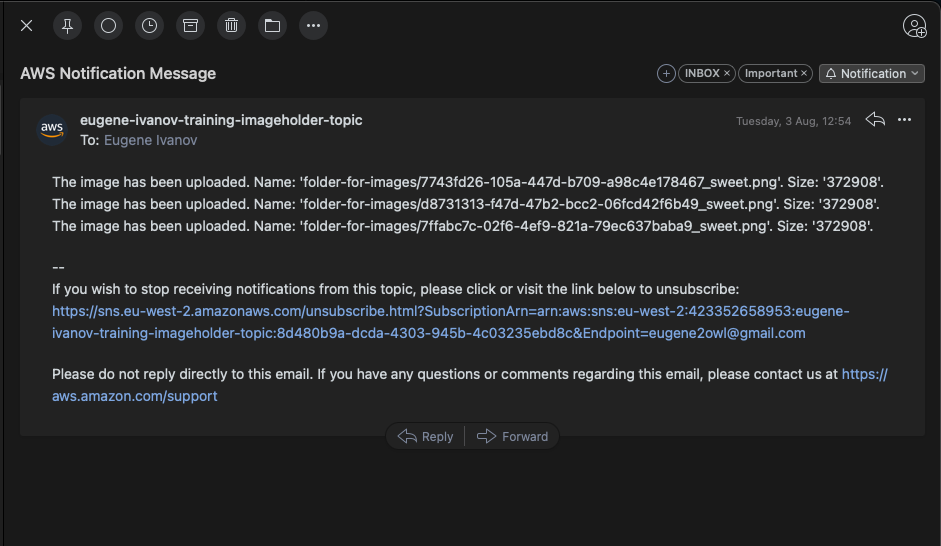 AWS Notification Message
INBOX ×
Important ×
Notification
aws
eugene-ivanov-training-imageholder-topic
Tuesday, 3 Aug, 12:54
To: Eugene Ivanov
The image has been uploaded. Name: 'folder-for-images/7743fd26-105a-447d-b709-a98c4e178467_sweet.png'. Size: '372908'.
The image has been uploaded. Name: 'folder-for-images/d8731313-f47d-47b2-bcc2-06fcd42f6b49_sweet.png'. Size: '372908'.
The image has been uploaded. Name: 'folder-for-images/7ffabc7c-02f6-4ef9-821a-79ec637baba9_sweet.png'. Size: '372908'.
--
If you wish to stop receiving notifications from this topic, please click or visit the link below to unsubscribe:
https://sns.eu-west-2.amazonaws.com/unsubscribe.html?SubscriptionArn=arn:aws:sns:eu-west-2:423352658953:eugene-
ivanov-training-imageholder-topic:8d480b9a-dcda-4303-945b-4c03235ebd8c&Endpoint=eugene2owl@gmail.com
Please do not reply directly to this email. If you have any questions or comments regarding this email, please contact us at https://
aws.amazon.com/support
Reply
Forward